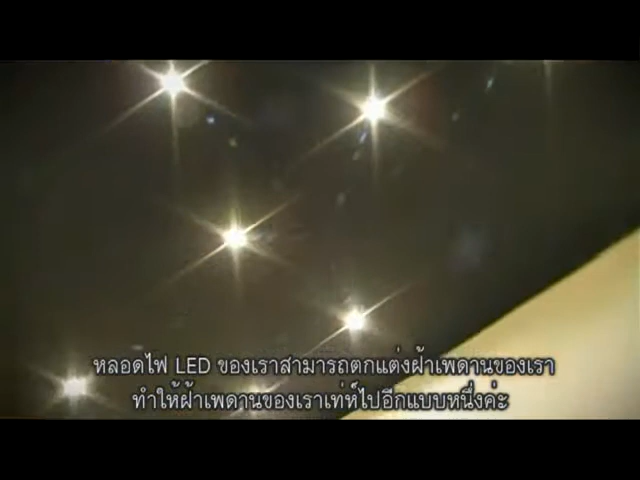 หลอดไฟ LED ของเราสามารถตกแต่งฝ้าเพดานของเรา
ทำให้ฝ้าเพดานของเราเท่ห์ไปอีกแบบหนึ่งค่ะ